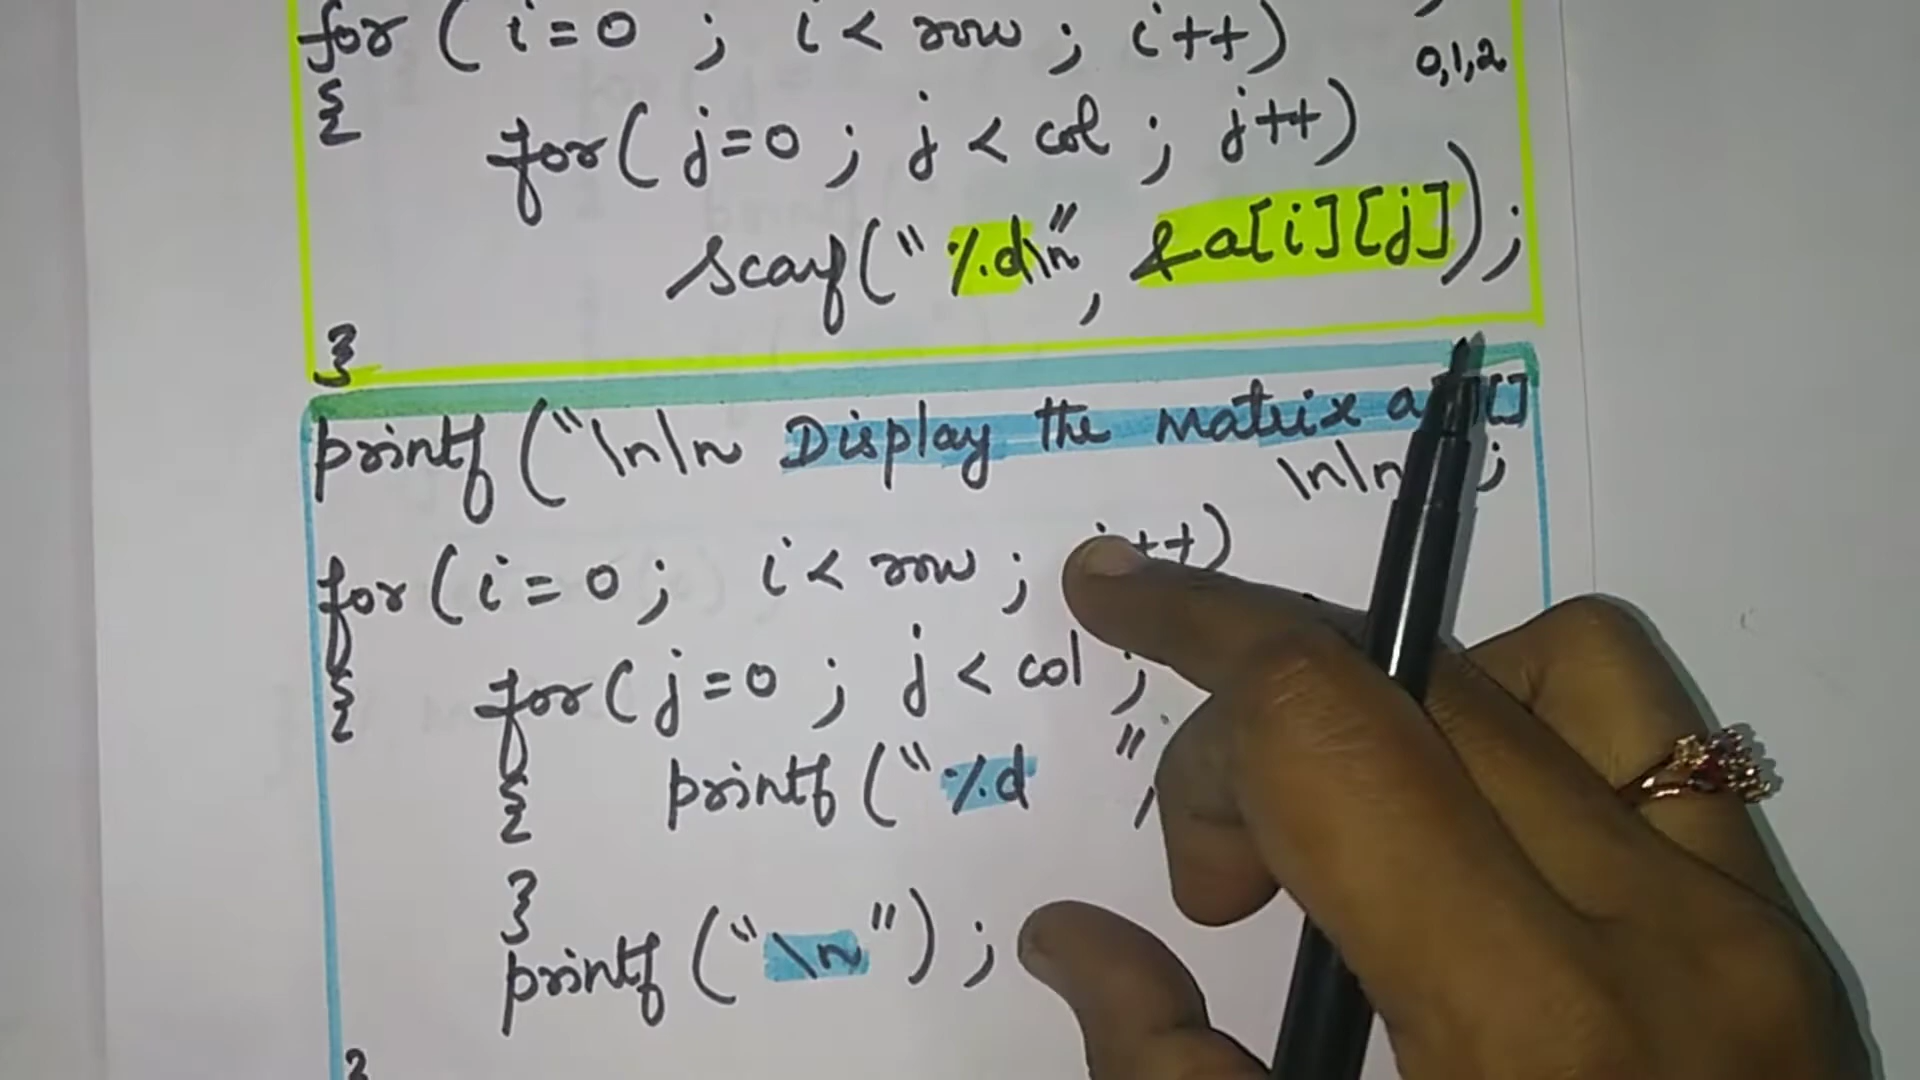 for ( i=0 ; i < row ; i++)
0,1,2
{
for( j=0 ; j < col ; j++)
scanf(" %d\n", &a[i][j]);
}
printf ("\n\n Display the matrix
\n\n ;
for( i = 0 ; i < row ; i++)
{ for( j=0 ; j < col ;
{ printf (" %d ",
}
printf ("\n") ;
}